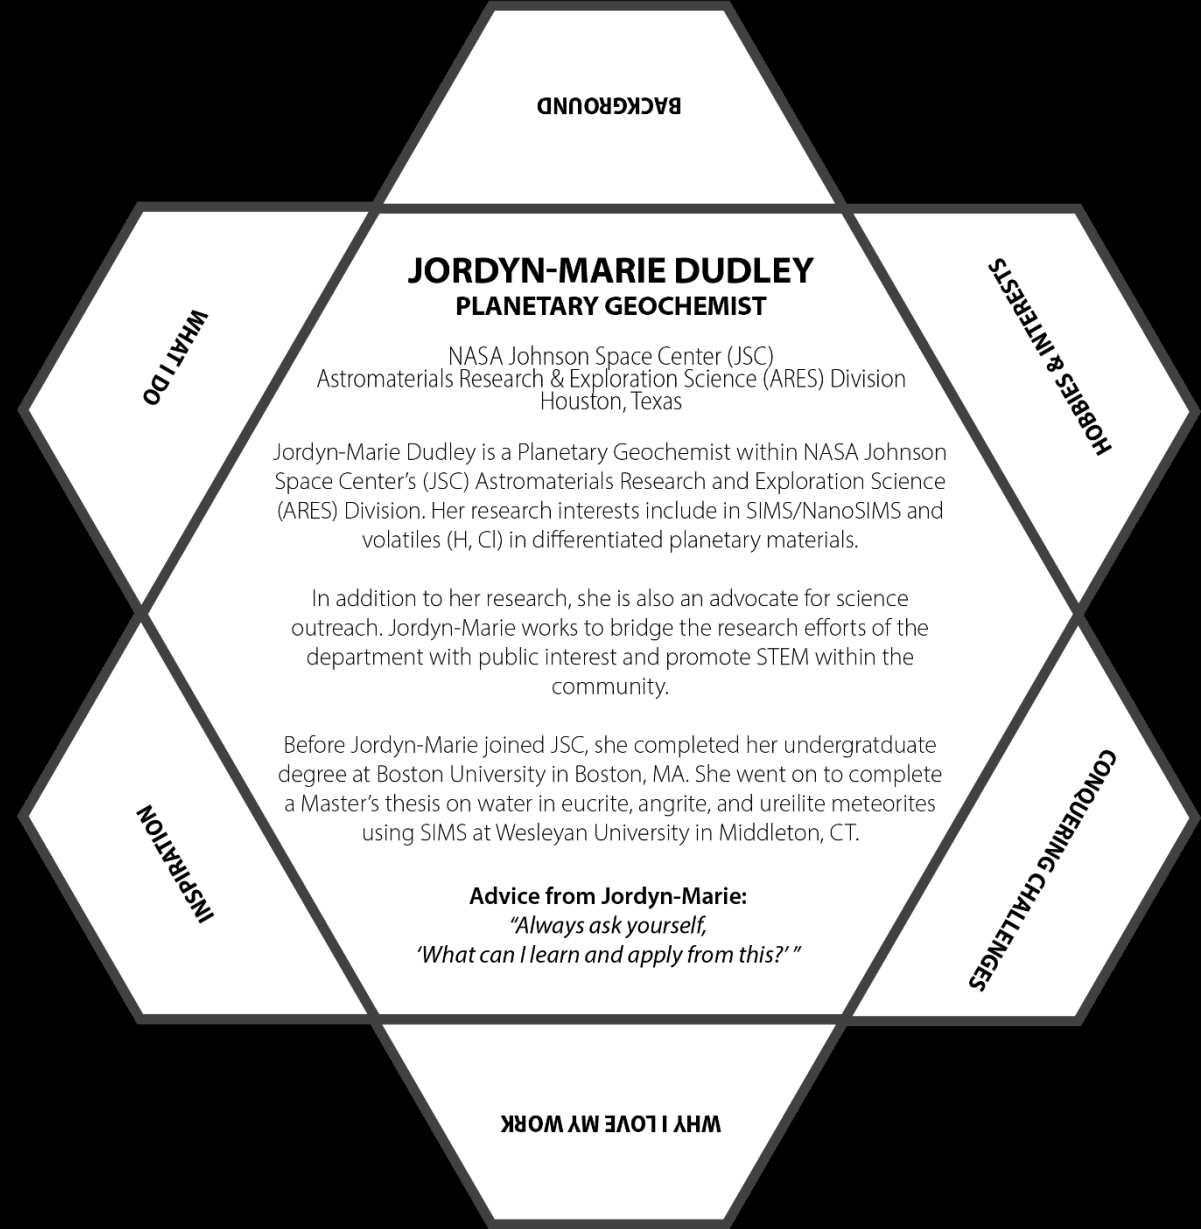 BACKGROUND
WHAT I DO
HOBBIES & INTERESTS
JORDYN-MARIE DUDLEY
PLANETARY GEOCHEMIST
NASA Johnson Space Center (JSC)
Astromaterials Research & Exploration Science (ARES) Division
Houston, Texas
Jordyn-Marie Dudley is a Planetary Geochemist within NASA Johnson
Space Center’s (JSC) Astromaterials Research and Exploration Science
(ARES) Division. Her research interests include in SIMS/NanoSIMS and
volatiles (H, Cl) in differentiated planetary materials.
In addition to her research, she is also an advocate for science
outreach. Jordyn-Marie works to bridge the research efforts of the
department with public interest and promote STEM within the
community.
Before Jordyn-Marie joined JSC, she completed her undergratduate
degree at Boston University in Boston, MA. She went on to complete
a Master’s thesis on water in eucrite, angrite, and ureilite meteorites
using SIMS at Wesleyan University in Middleton, CT.
Advice from Jordyn-Marie:
“Always ask yourself,
‘What can I learn and apply from this?’ ”
INSPIRATION
CONQUERING CHALLENGES
WHY I LOVE MY WORK